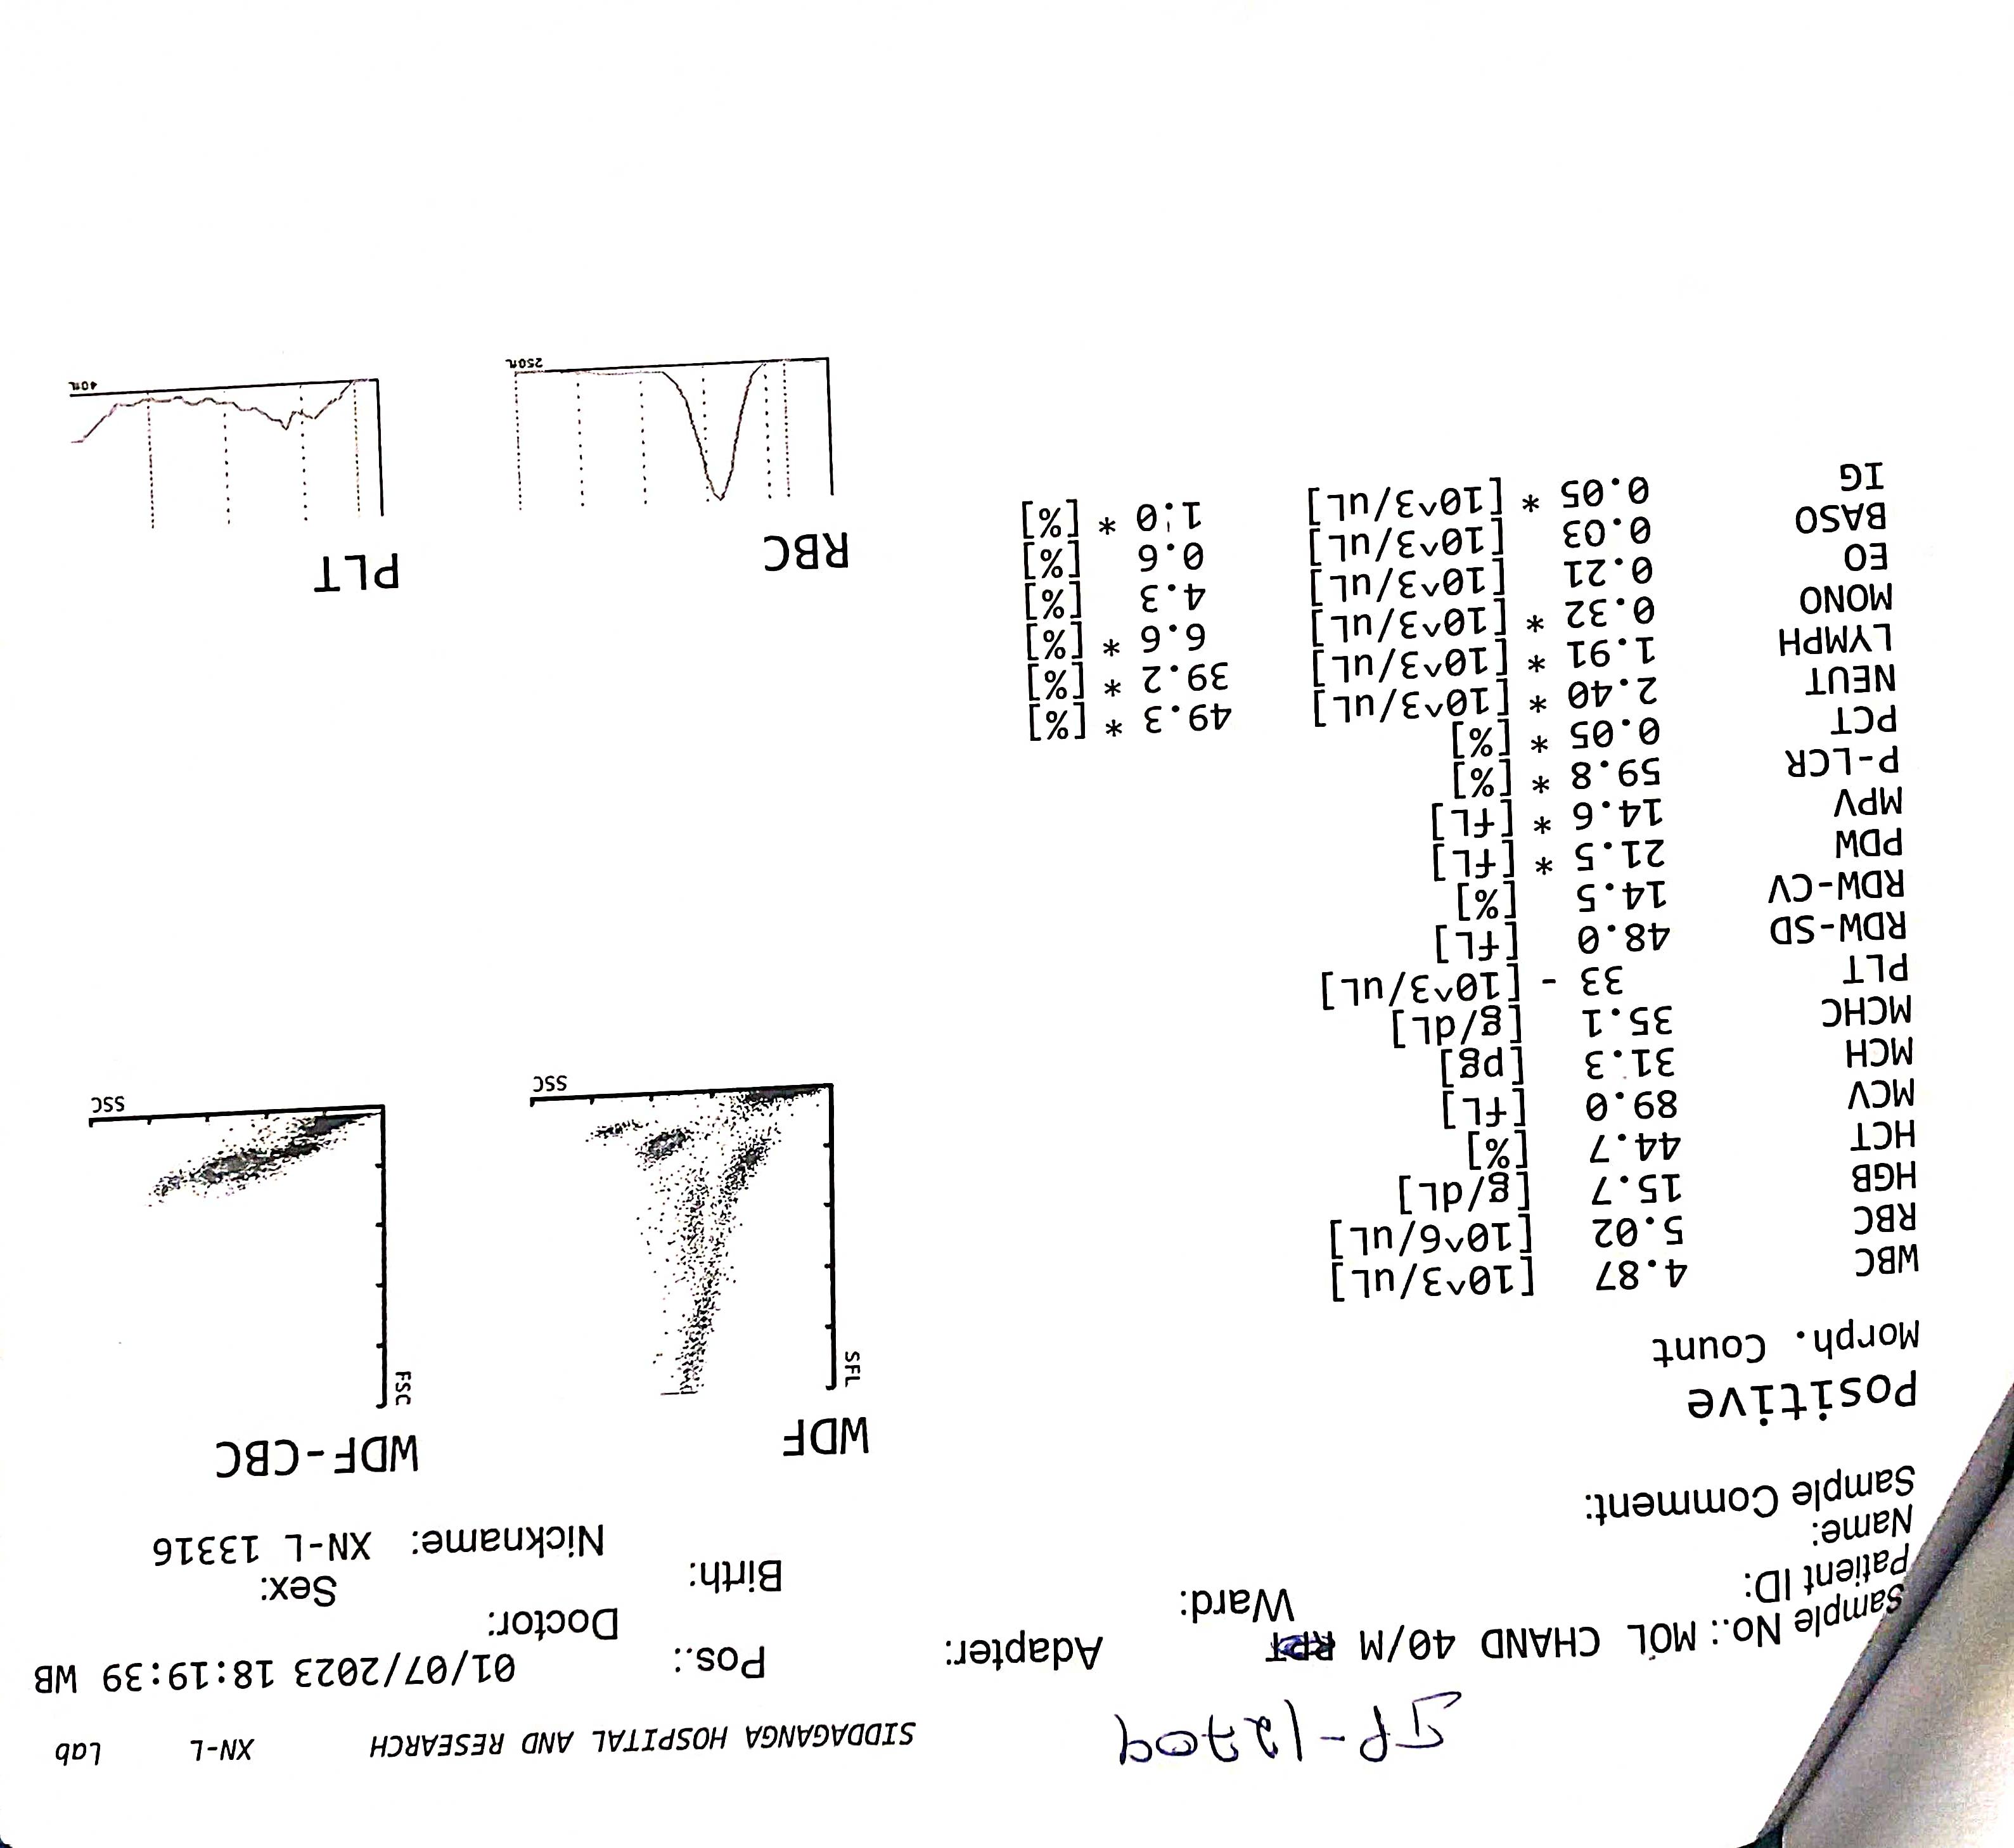 JP-12709
SIDDAGANGA HOSPITAL AND RESEARCH XN-L Lab
Sample No.: MOL CHAND 40/M RPT Adapter: Pos.: 01/07/2023 18:19:39 WB
Patient ID: Ward: Doctor:
Name: Birth: Sex:
Sample Comment: Nickname: XN-L 13316
Positive
Morph. Count
WDF
WDF-CBC
SFL
FSC
SSC
SSC
WBC 4.87 [10^3/uL]
RBC 5.02 [10^6/uL]
HGB 15.7 [g/dL]
HCT 44.7 [%]
MCV 89.0 [fL]
MCH 31.3 [pg]
MCHC 35.1 [g/dL]
PLT 33 - [10^3/uL]
RDW-SD 48.0 [fL]
RDW-CV 14.5 [%]
PDW 21.5 * [fL]
MPV 14.6 * [fL]
P-LCR 59.8 * [%]
PCT 0.05 * [%]
NEUT 2.40 * [10^3/uL] 49.3 * [%]
LYMPH 1.91 * [10^3/uL] 39.2 * [%]
MONO 0.32 * [10^3/uL] 6.6 * [%]
EO 0.21 [10^3/uL] 4.3 [%]
BASO 0.03 [10^3/uL] 0.6 [%]
IG 0.05 * [10^3/uL] 1.0 * [%]
RBC
PLT
250fL
40fL